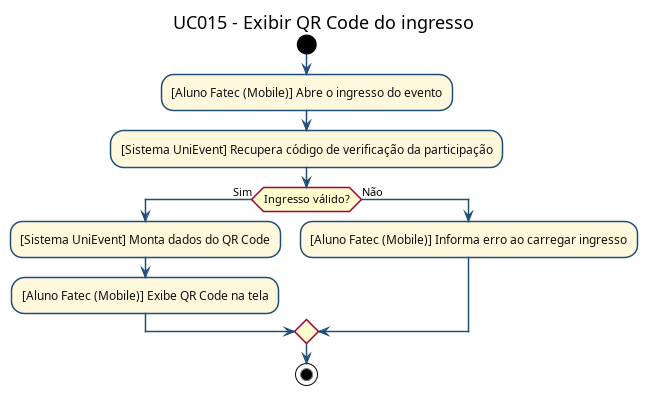 UC015 - Exibir QR Code do ingresso
[Aluno Fatec (Mobile)] Abre o ingresso do evento
[Sistema UniEvent] Recupera código de verificação da participação
Sim
Ingresso válido?
Não
[Sistema UniEvent] Monta dados do QR Code
[Aluno Fatec (Mobile)] Informa erro ao carregar ingresso
[Aluno Fatec (Mobile)] Exibe QR Code na tela